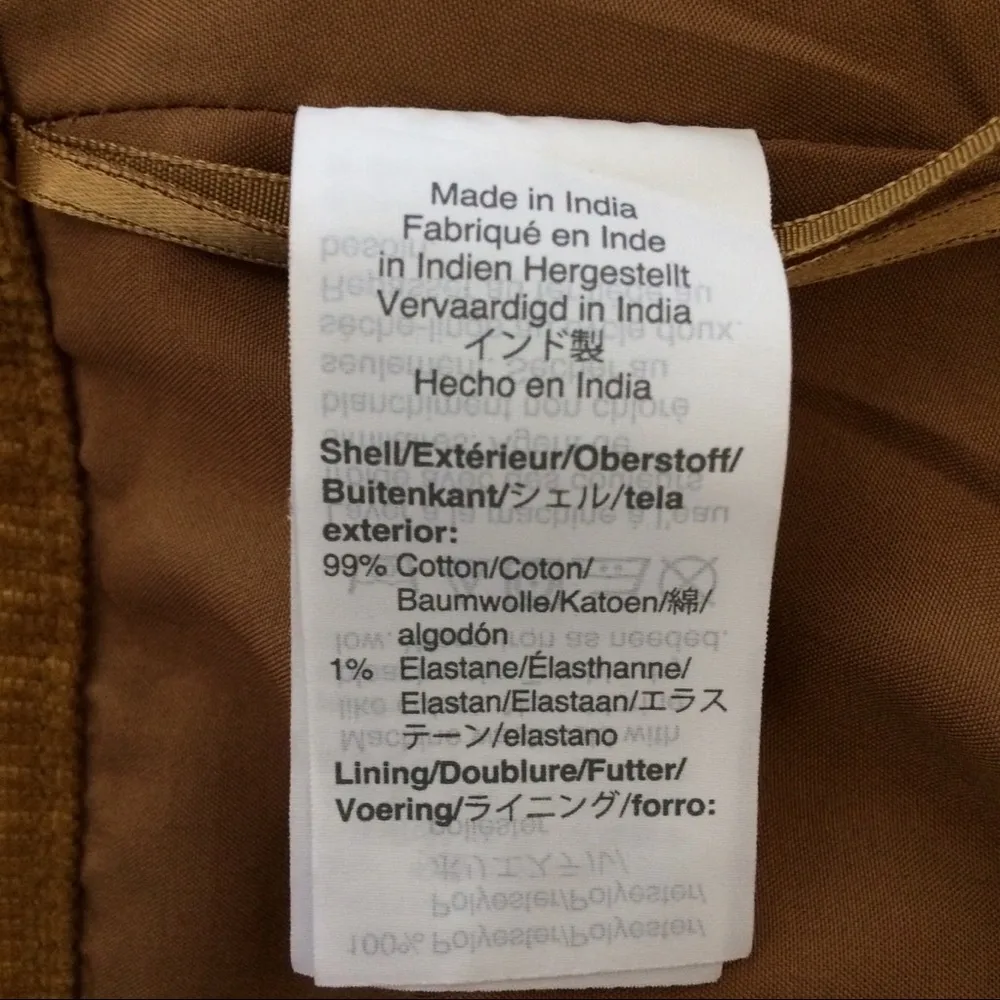 Made in India
Fabriqué en Inde
in Indien Hergestellt
Vervaardigd in India
インド製
Hecho en India
Shell/Extérieur/Oberstoff/
Buitenkant/シェル/tela
exterior:
99% Cotton/Coton/
Baumwolle/Katoen/綿/
algodón
1% Elastane/Élasthanne/
Elastan/Elastaan/エラス
テーン/elastano
Lining/Doublure/Futter/
Voering/ライニング/forro: